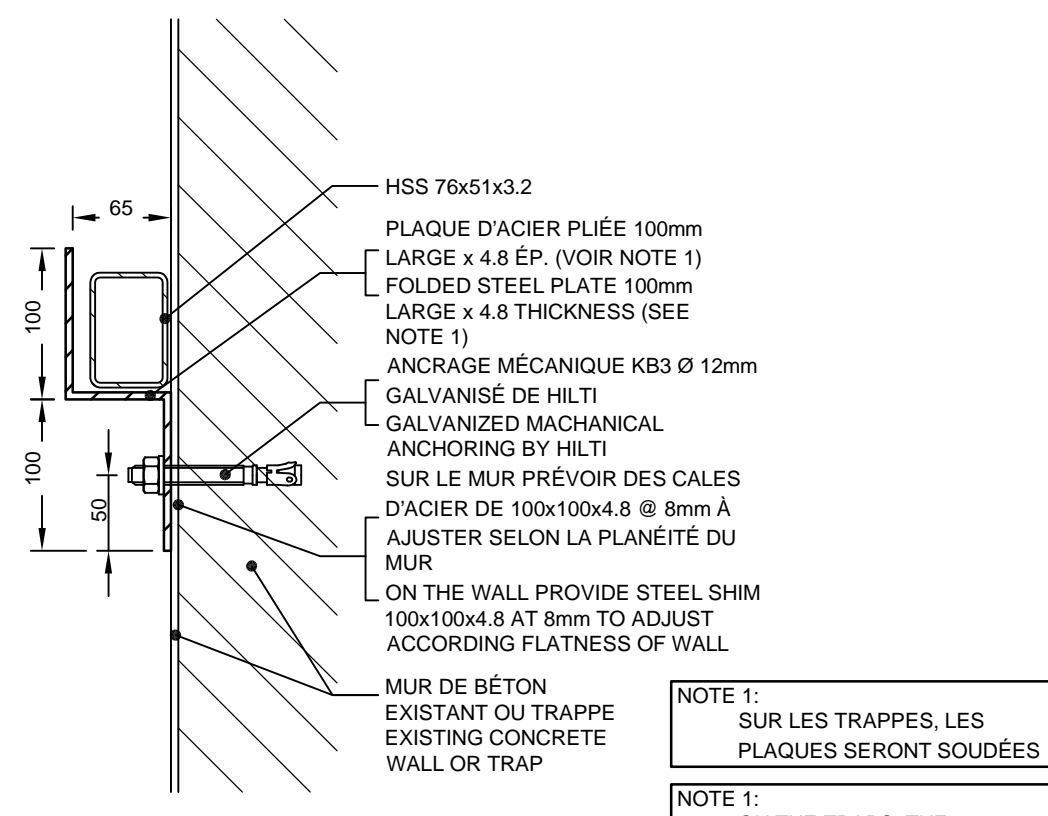 HSS 76x51x3.2
65
PLAQUE D'ACIER PLIÉE 100mm
LARGE x 4.8 ÉP. (VOIR NOTE 1)
FOLDED STEEL PLATE 100mm
LARGE x 4.8 THICKNESS (SEE
NOTE 1)
100
ANCRAGE MÉCANIQUE KB3 Ø 12mm
GALVANISÉ DE HILTI
GALVANIZED MACHANICAL
ANCHORING BY HILTI
100
50
SUR LE MUR PRÉVOIR DES CALES
D'ACIER DE 100x100x4.8 @ 8mm À
AJUSTER SELON LA PLANÉITÉ DU
MUR
ON THE WALL PROVIDE STEEL SHIM
100x100x4.8 AT 8mm TO ADJUST
ACCORDING FLATNESS OF WALL
MUR DE BÉTON
EXISTANT OU TRAPPE
EXISTING CONCRETE
WALL OR TRAP
NOTE 1:
SUR LES TRAPPES, LES
PLAQUES SERONT SOUDÉES
NOTE 1: